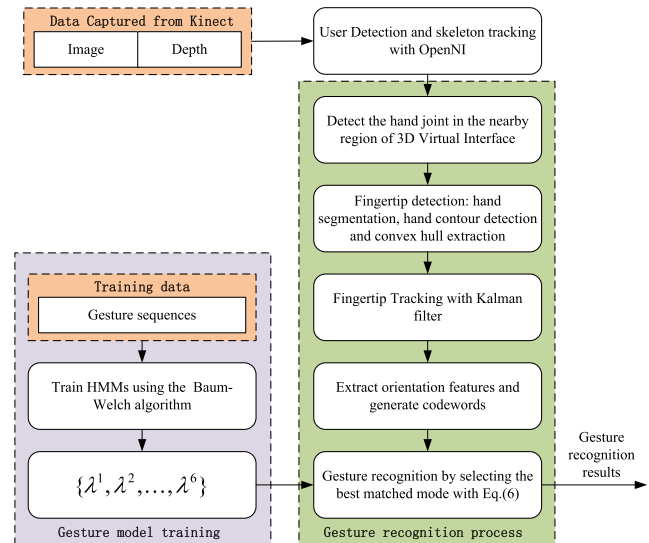 Data Captured from Kinect
Image
Depth
User Detection and skeleton tracking
with OpenNI
Detect the hand joint in the nearby
region of 3D Virtual Interface
Fingertip detection: hand
segmentation, hand contour detection
and convex hull extraction
Fingertip Tracking with Kalman
filter
Extract orientation features and
generate codewords
Gesture recognition by selecting the
best matched mode with Eq.(6)
Gesture recognition process
Training data
Gesture sequences
Train HMMs using the Baum-
Welch algorithm
{λ¹, λ², ..., λ⁶}
Gesture model training
Gesture
recognition
results